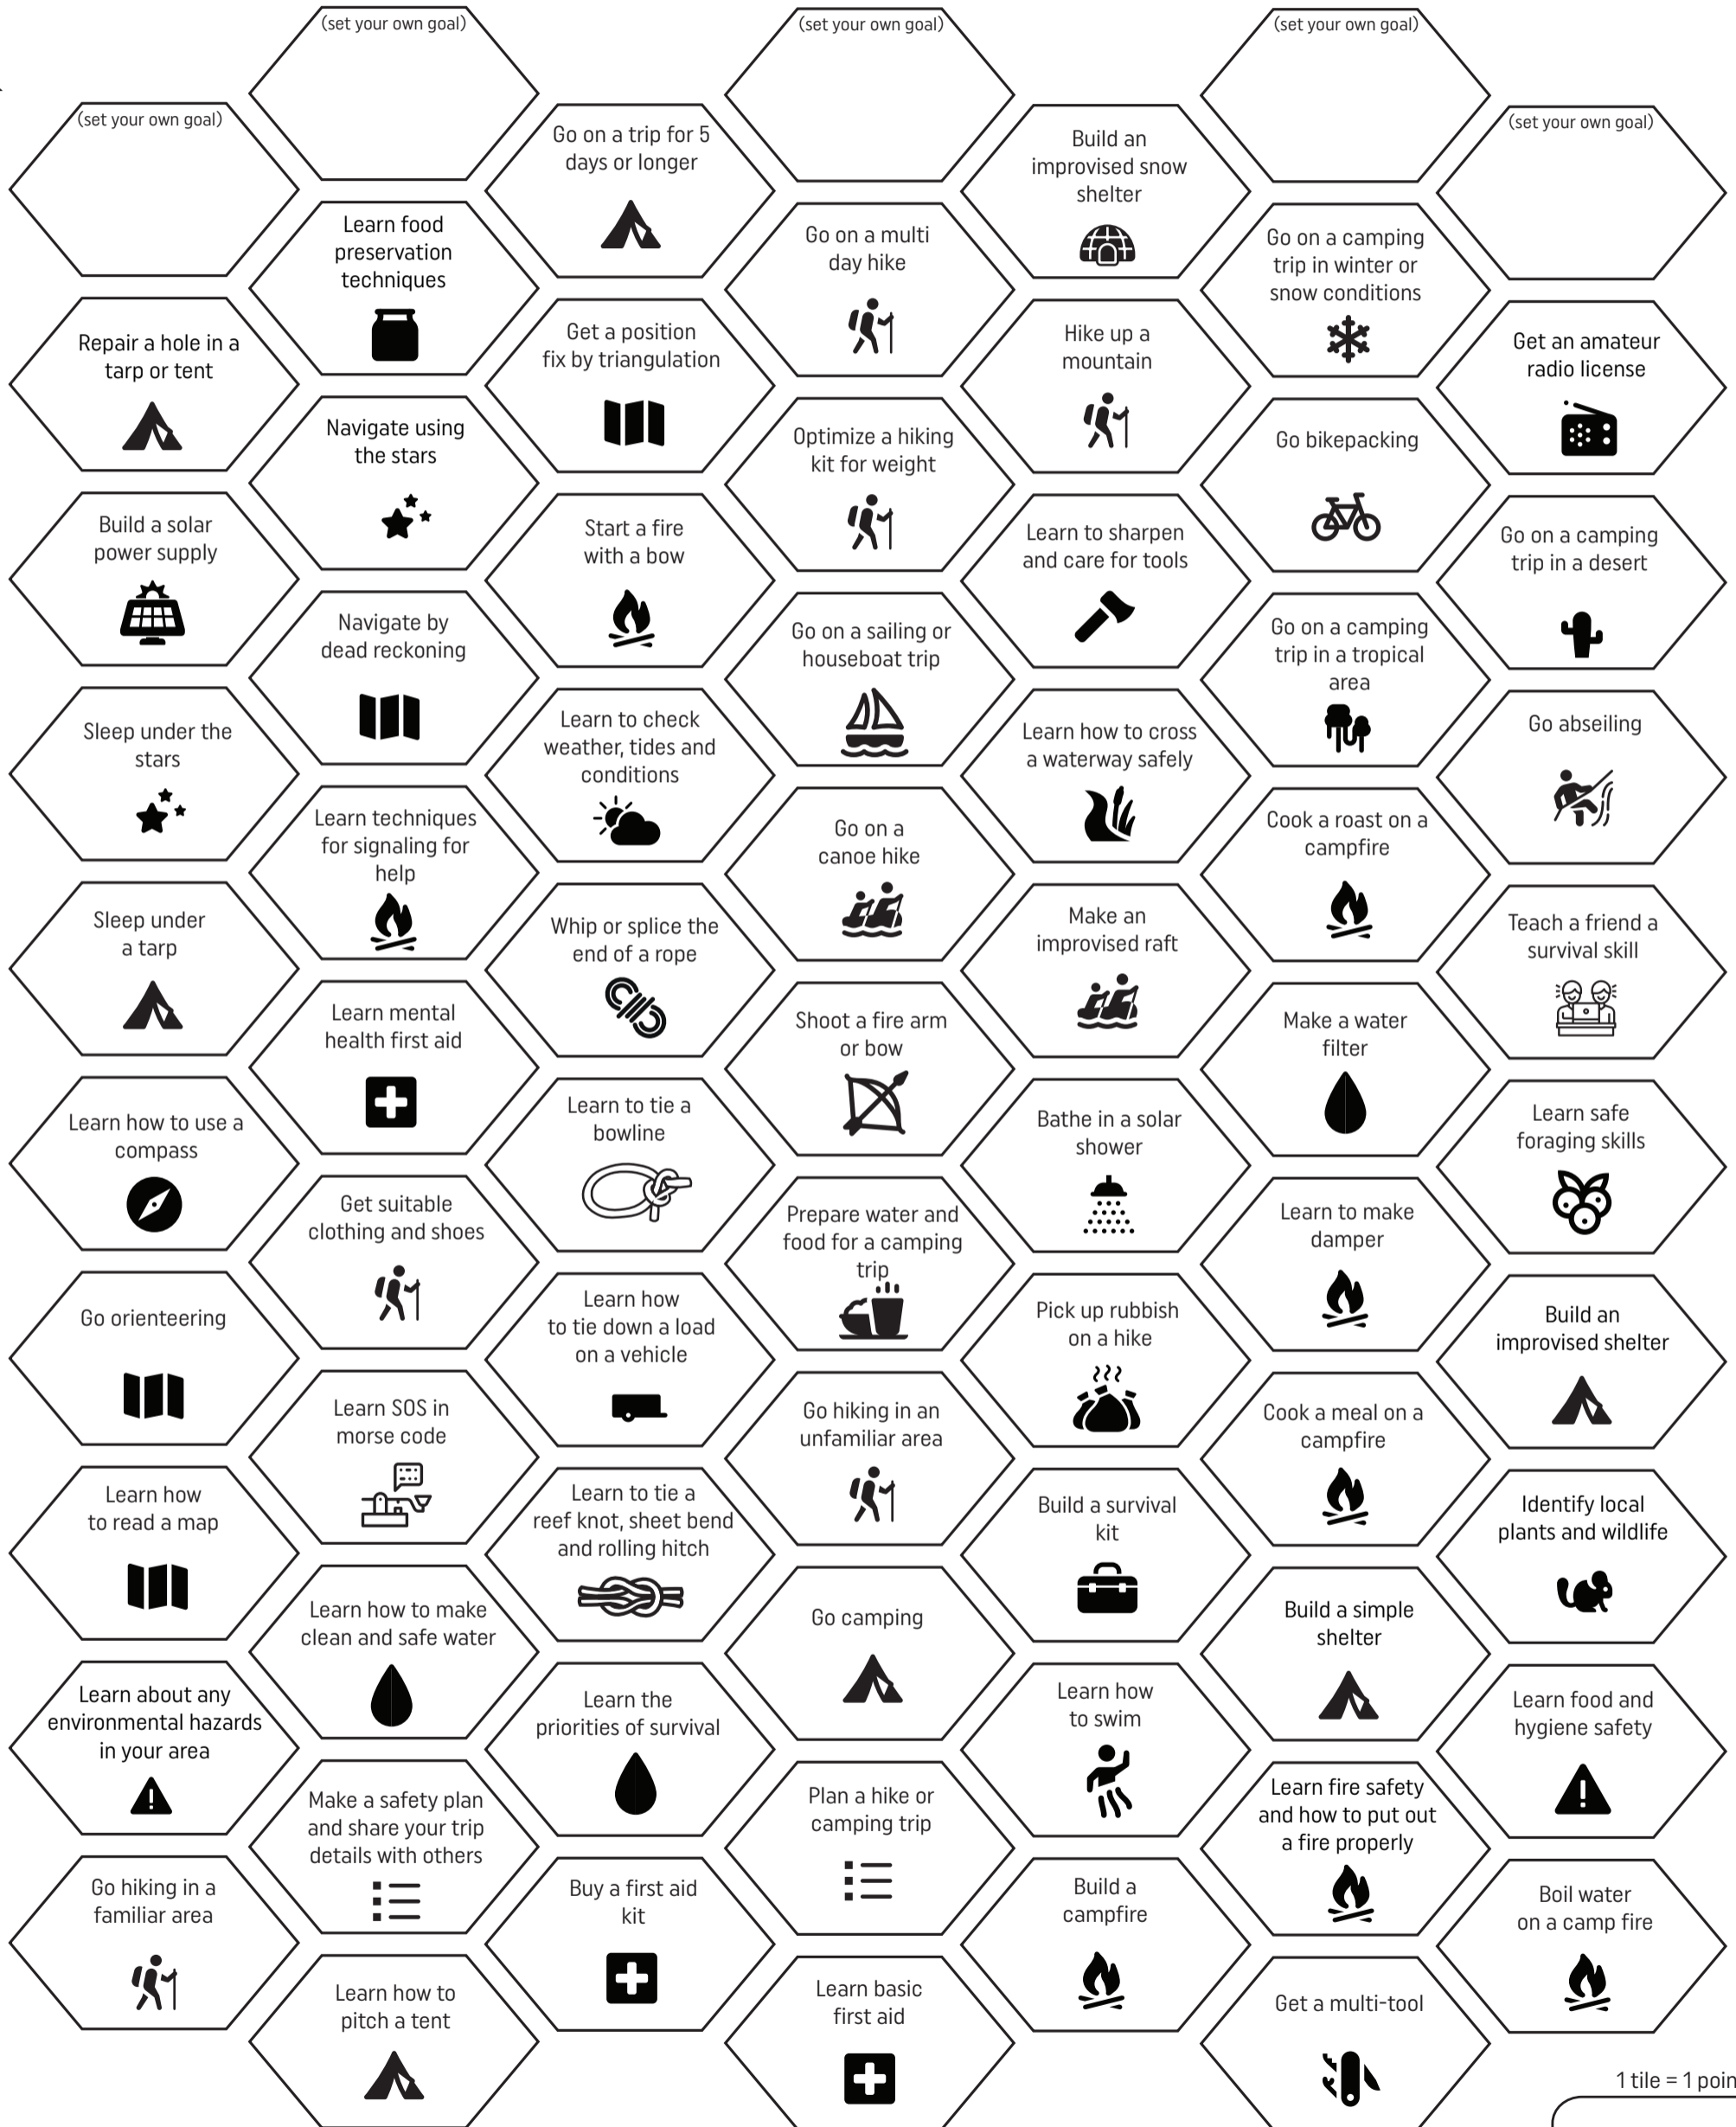 (set your own goal)
(set your own goal)
(set your own goal)
(set your own goal)
(set your own goal)
Go on a trip for 5
days or longer
Build an
improvised snow
shelter
Learn food
preservation
techniques
Go on a multi
day hike
Go on a camping
trip in winter or
snow conditions
Repair a hole in a
tarp or tent
Get a position
fix by triangulation
Hike up a
mountain
Get an amateur
radio license
Navigate using
the stars
Optimize a hiking
kit for weight
Go bikepacking
Build a solar
power supply
Start a fire
with a bow
Learn to sharpen
and care for tools
Go on a camping
trip in a desert
Navigate by
dead reckoning
Go on a sailing or
houseboat trip
Go on a camping
trip in a tropical
area
Sleep under the
stars
Learn to check
weather, tides and
conditions
Learn how to cross
a waterway safely
Go abseiling
Learn techniques
for signaling for
help
Go on a
canoe hike
Cook a roast on a
campfire
Sleep under
a tarp
Whip or splice the
end of a rope
Make an
improvised raft
Teach a friend a
survival skill
Learn mental
health first aid
Shoot a fire arm
or bow
Make a water
filter
Learn how to use a
compass
Learn to tie a
bowline
Bathe in a solar
shower
Learn safe
foraging skills
Get suitable
clothing and shoes
Prepare water and
food for a camping
trip
Learn to make
damper
Go orienteering
Learn how
to tie down a load
on a vehicle
Pick up rubbish
on a hike
Build an
improvised shelter
Learn SOS in
morse code
Go hiking in an
unfamiliar area
Cook a meal on a
campfire
Learn how
to read a map
Learn to tie a
reef knot, sheet bend
and rolling hitch
Build a survival
kit
Identify local
plants and wildlife
Learn how to make
clean and safe water
Go camping
Build a simple
shelter
Learn about any
environmental hazards
in your area
Learn the
priorities of survival
Learn how
to swim
Learn food and
hygiene safety
Make a safety plan
and share your trip
details with others
Plan a hike or
camping trip
Learn fire safety
and how to put out
a fire properly
Go hiking in a
familiar area
Buy a first aid
kit
Build a
campfire
Boil water
on a camp fire
Learn how to
pitch a tent
Learn basic
first aid
Get a multi-tool
1 tile = 1 poin